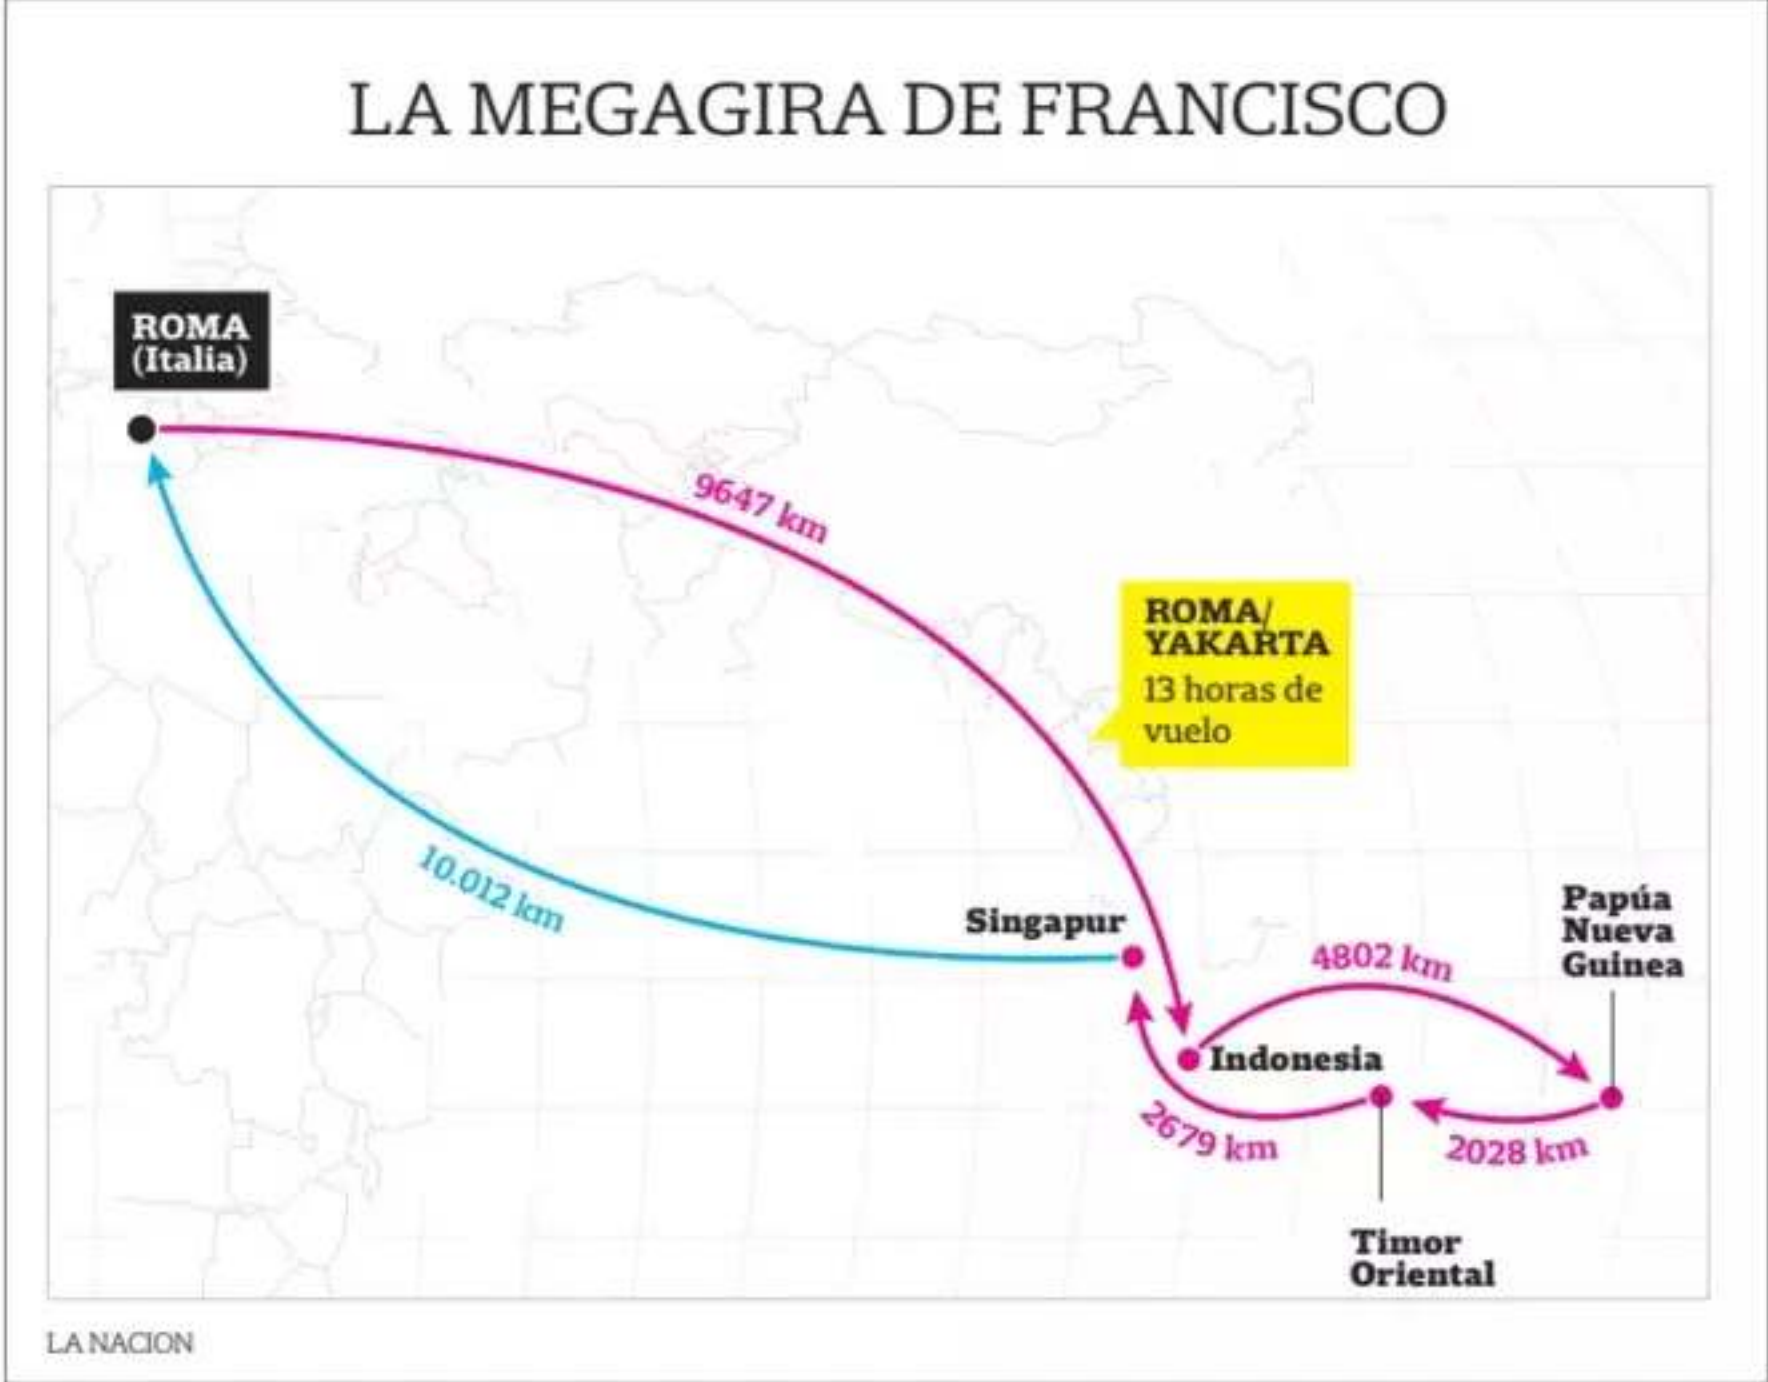 LA MEGAGIRA DE FRANCISCO
ROMA
(Italia)
9647 km
ROMA/
YAKARTA
13 horas de
vuelo
10.012 km
Singapur
Papúa
Nueva
Guinea
4802 km
Indonesia
2679 km
2028 km
Timor
Oriental
LA NACION